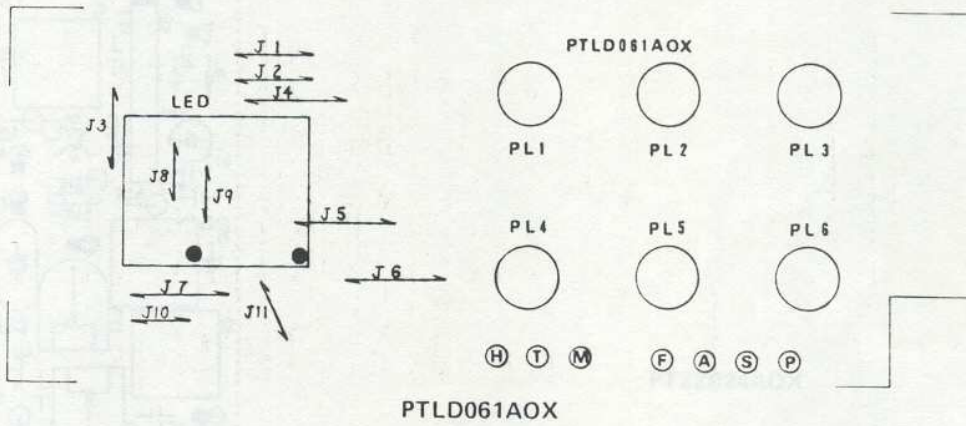 J1
PTLD061AOX
J2
J4
LED
J3
PL1 PL2 PL3
J8
J9
J5
PL4 PL5 PL6
J6
J7
J10
J11
H T M F A S P
PTLD061AOX